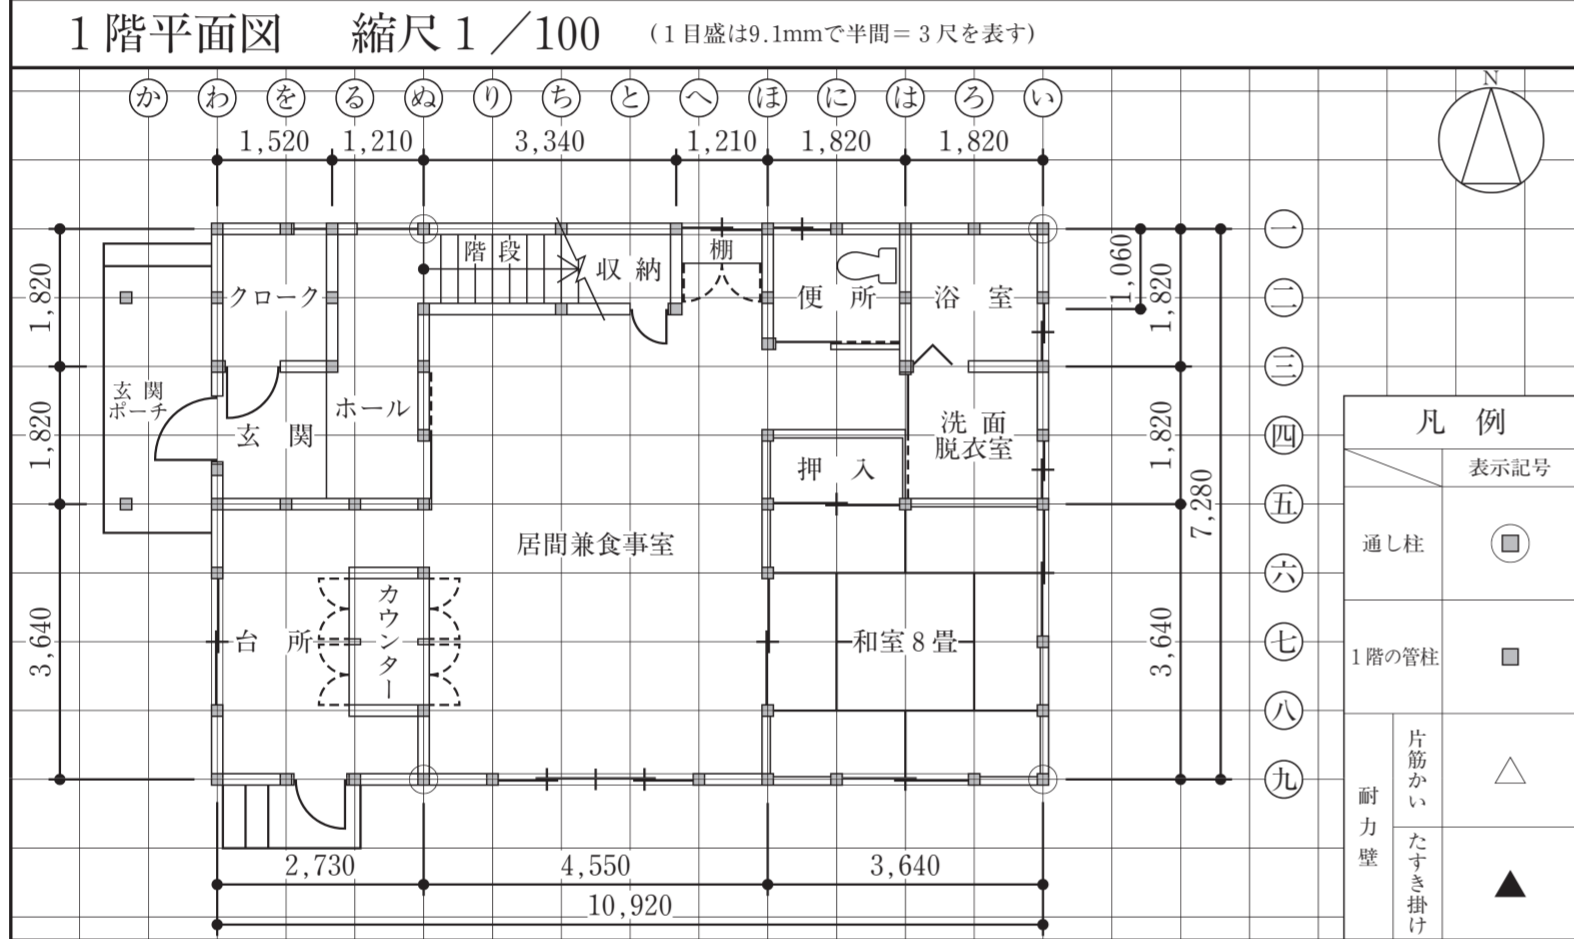 1階平面図 縮尺1／100 (1目盛は9.1mmで半間=3尺を表す)
か わ を る ぬ り ち と へ ほ に は ろ い
N
1,520 1,210 3,340 1,210 1,820 1,820
一
二
三
四
五
六
七
八
九
1,820
1,820
3,640
1,060
1,820
1,820
3,640
7,280
階段
収納
棚
クローク
便所
浴室
玄関
ポーチ
玄関
ホール
洗面
脱衣室
押入
居間兼食事室
台所
カウンター
和室8畳
2,730 4,550 3,640
10,920
凡例
表示記号
通し柱
1階の管柱
耐力壁
片筋かい
たすき掛け